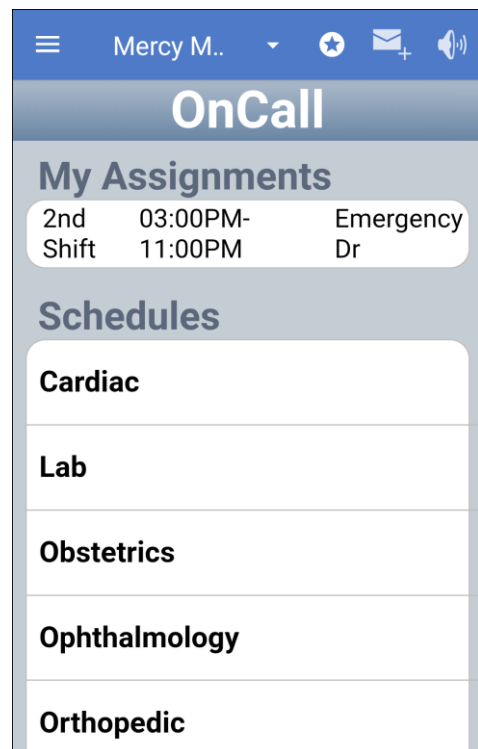 Mercy M..
OnCall
My Assignments
2nd 03:00PM- Emergency
Shift 11:00PM Dr
Schedules
Cardiac
Lab
Obstetrics
Ophthalmology
Orthopedic